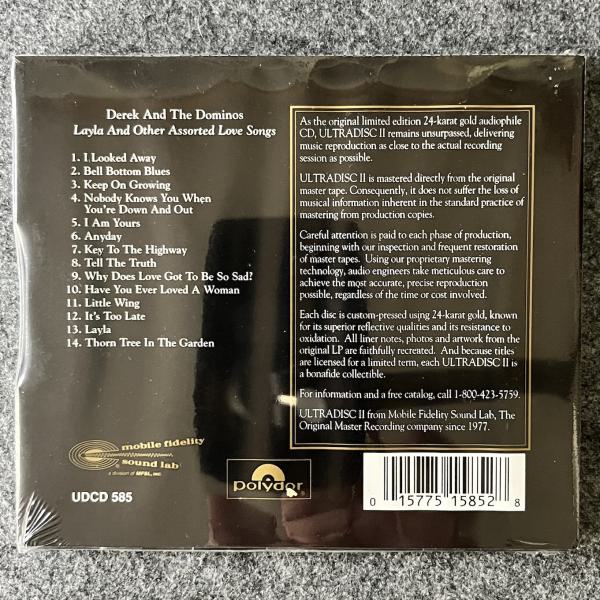 Derek And The Dominos
Layla And Other Assorted Love Songs
1. I Looked Away
2. Bell Bottom Blues
3. Keep On Growing
4. Nobody Knows You When
You're Down And Out
5. I Am Yours
6. Anyday
7. Key To The Highway
8. Tell The Truth
9. Why Does Love Got To Be So Sad?
10. Have You Ever Loved A Woman
11. Little Wing
12. It's Too Late
13. Layla
14. Thorn Tree In The Garden
mobile fidelity
sound lab
a division of MFSL, INC.
UDCD 585
As the original limited edition 24-karat gold audiophile
CD, ULTRADISC II remains unsurpassed, delivering
music reproduction as close to the actual recording
session as possible.
ULTRADISC II is mastered directly from the original
master tape. Consequently, it does not suffer the loss of
musical information inherent in the standard practice of
mastering from production copies.
Careful attention is paid to each phase of production,
beginning with our inspection and frequent restoration
of master tapes. Using our proprietary mastering
technology, audio engineers take meticulous care to
achieve the most accurate, precise reproduction
possible, regardless of the time or cost involved.
Each disc is custom-pressed using 24-karat gold, known
for its superior reflective qualities and its resistance to
oxidation. All liner notes, photos and artwork from the
original LP are faithfully recreated. And because titles
are licensed for a limited term, each ULTRADISC II is
a bonafide collectible.
For information and a free catalog, call 1-800-423-5759.
ULTRADISC II from Mobile Fidelity Sound Lab, The
Original Master Recording company since 1977.
polydor
0 15775 15852 8